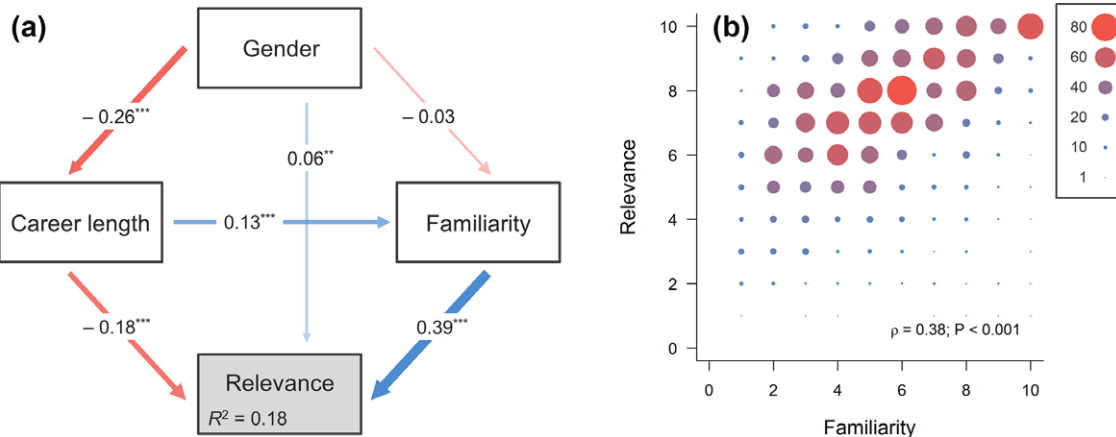 (a)
Gender
– 0.26***
– 0.03
0.06**
Career length
0.13***
Familiarity
– 0.18***
0.39***
Relevance
R² = 0.18
(b)
Relevance
10
8
6
4
2
0
ρ = 0.38; P < 0.001
0 2 4 6 8 10
Familiarity
80
60
40
20
10
1